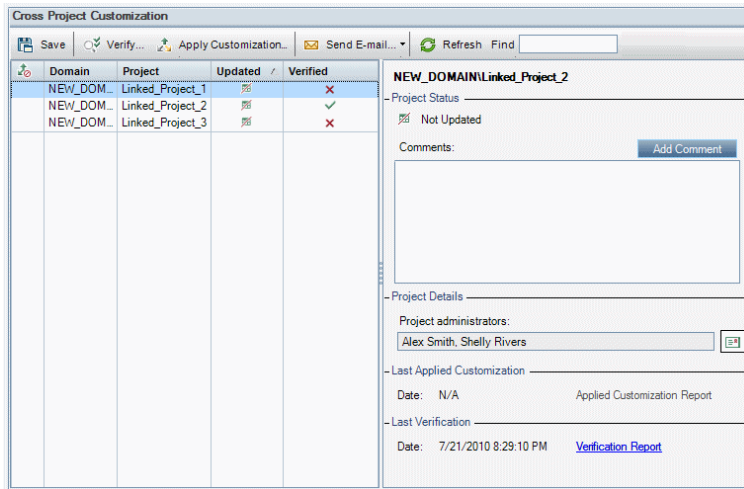 Cross Project Customization
Save Verify... Apply Customization... Send E-mail... Refresh Find
Domain Project Updated / Verified
NEW_DOM... Linked_Project_1
NEW_DOM... Linked_Project_2
NEW_DOM... Linked_Project_3
NEW_DOMAIN\Linked_Project_2
Project Status
Not Updated
Comments: Add Comment
Project Details
Project administrators:
Alex Smith, Shelly Rivers
Last Applied Customization
Date: N/A Applied Customization Report
Last Verification
Date: 7/21/2010 8:29:10 PM Verification Report